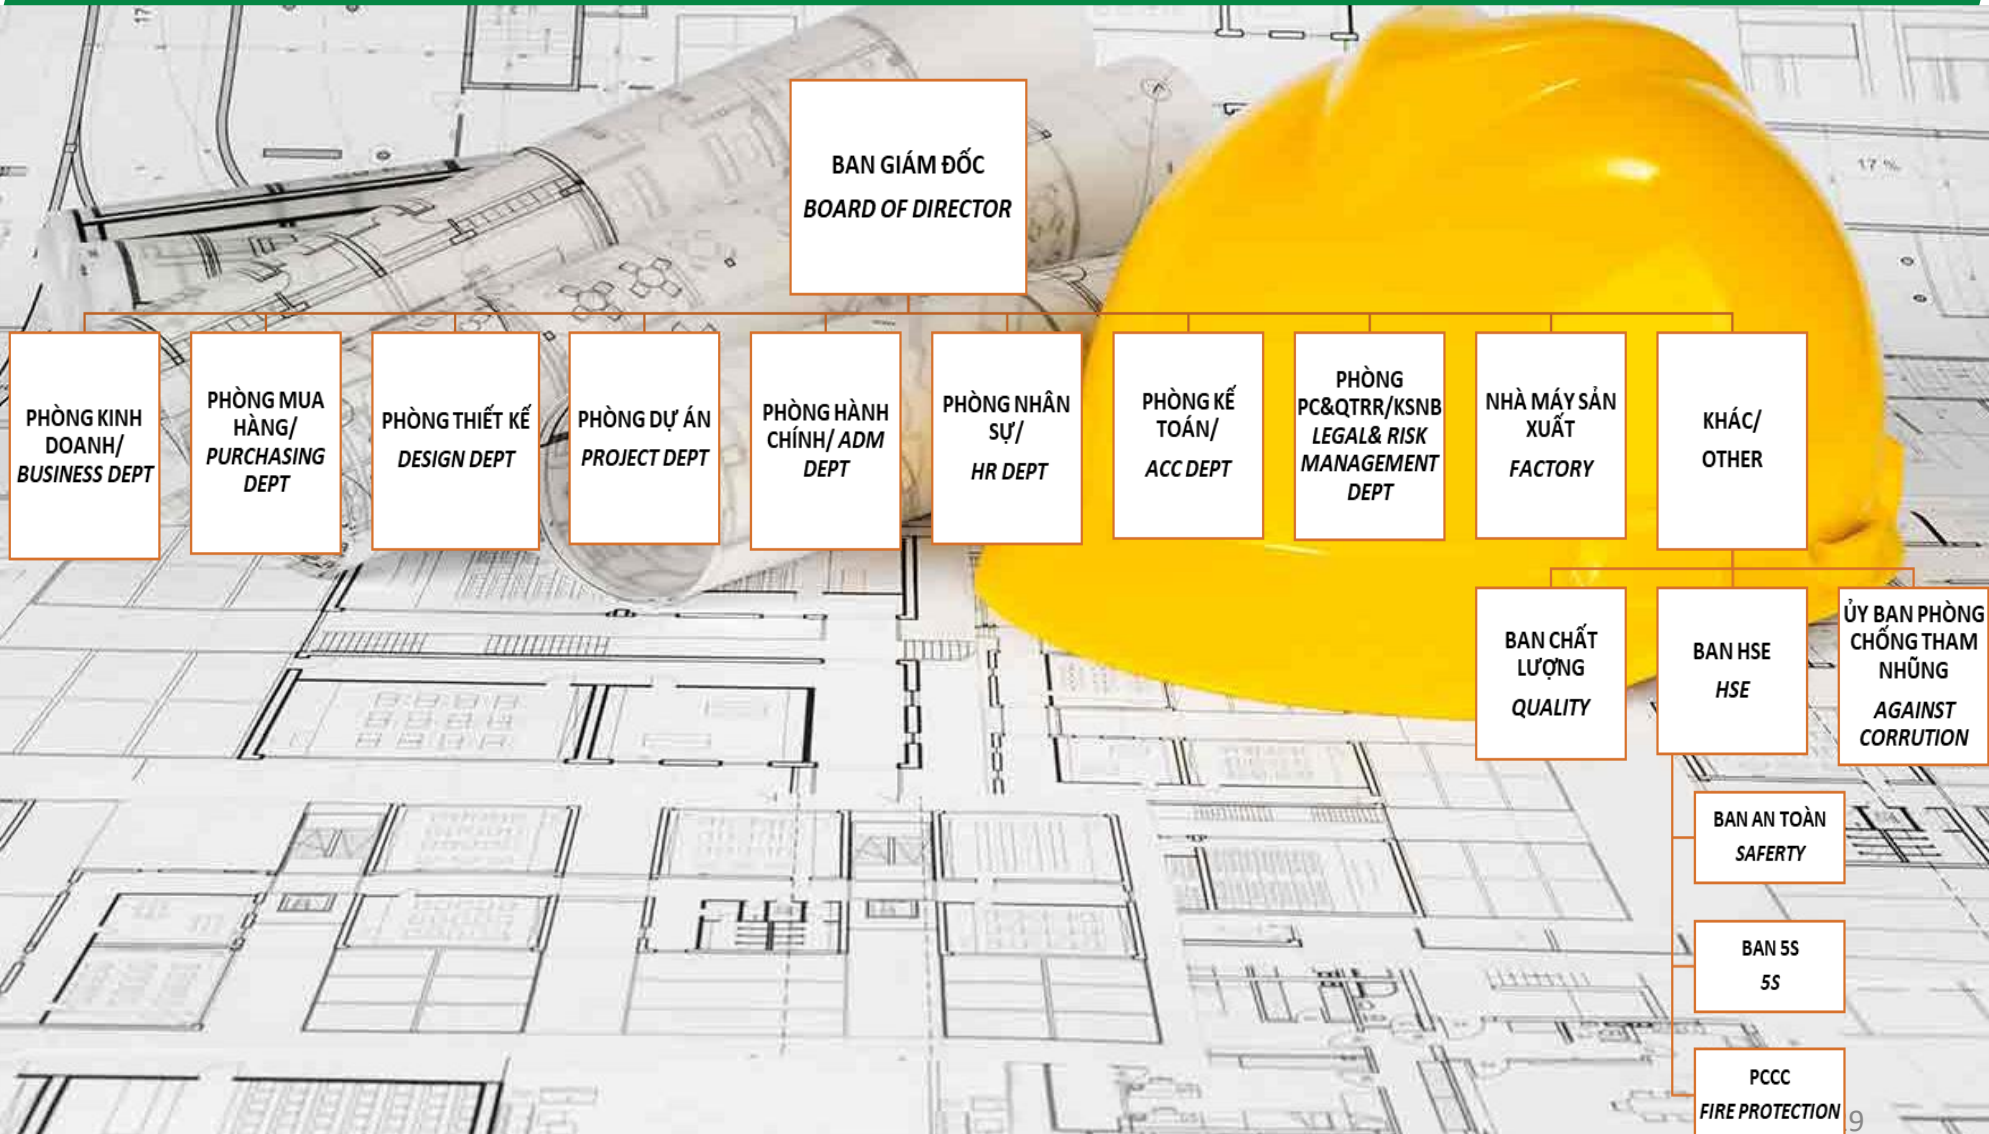 BAN GIÁM ĐỐC
BOARD OF DIRECTOR
PHÒNG KINH
DOANH/
BUSINESS DEPT
PHÒNG MUA
HÀNG/
PURCHASING
DEPT
PHÒNG THIẾT KẾ
DESIGN DEPT
PHÒNG DỰ ÁN
PROJECT DEPT
PHÒNG HÀNH
CHÍNH/ ADM
DEPT
PHÒNG NHÂN
SỰ/
HR DEPT
PHÒNG KẾ
TOÁN/
ACC DEPT
PHÒNG
PC&QTRR/KSNB
LEGAL& RISK
MANAGEMENT
DEPT
NHÀ MÁY SẢN
XUẤT
FACTORY
KHÁC/
OTHER
BAN CHẤT
LƯỢNG
QUALITY
BAN HSE
HSE
ỦY BAN PHÒNG
CHỐNG THAM
NHŨNG
AGAINST
CORRUTION
BAN AN TOÀN
SAFERTY
BAN 5S
5S
PCCC
FIRE PROTECTION
9
17 %